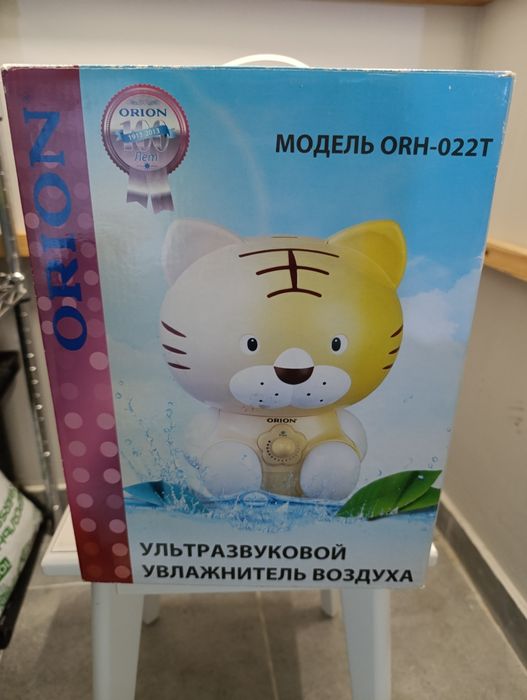 ORION
ORION
100
1913-2013
Лет
МОДЕЛЬ ORH-022T
ORION
УЛЬТРАЗВУКОВОЙ
УВЛАЖНИТЕЛЬ ВОЗДУХА